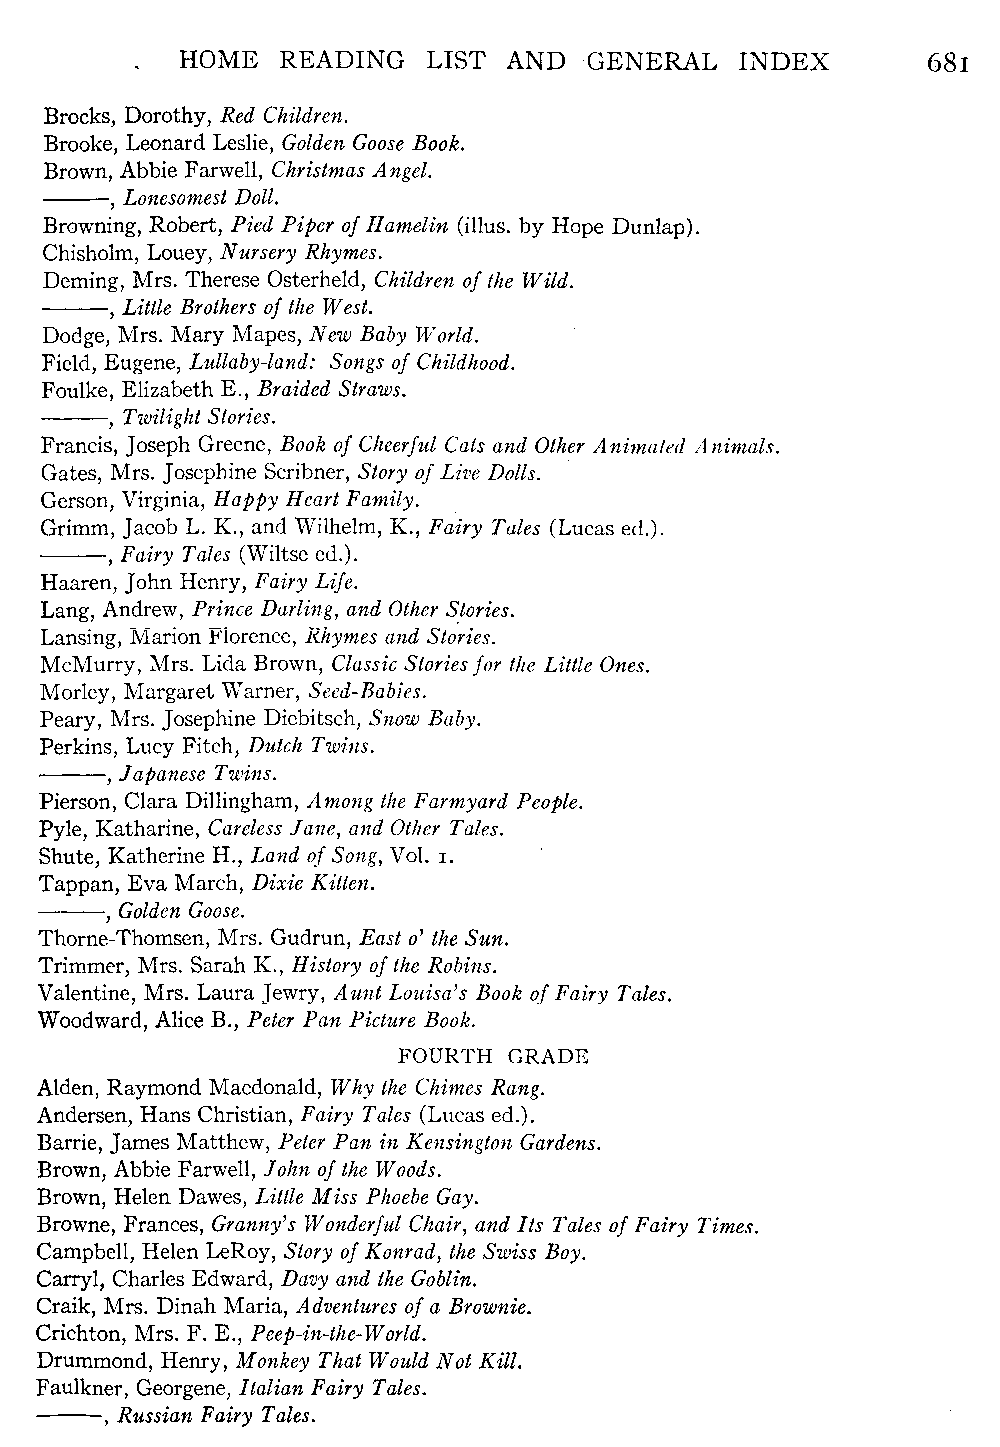 HOME READING LIST AND GENERAL INDEX 681
Brocks, Dorothy, Red Children.
Brooke, Leonard Leslie, Golden Goose Book.
Brown, Abbie Farwell, Christmas Angel.
———, Lonesomest Doll.
Browning, Robert, Pied Piper of Hamelin (illus. by Hope Dunlap).
Chisholm, Louey, Nursery Rhymes.
Deming, Mrs. Therese Osterheld, Children of the Wild.
———, Little Brothers of the West.
Dodge, Mrs. Mary Mapes, New Baby World.
Field, Eugene, Lullaby-land: Songs of Childhood.
Foulke, Elizabeth E., Braided Straws.
———, Twilight Stories.
Francis, Joseph Greene, Book of Cheerful Cats and Other Animated Animals.
Gates, Mrs. Josephine Scribner, Story of Live Dolls.
Gerson, Virginia, Happy Heart Family.
Grimm, Jacob L. K., and Wilhelm, K., Fairy Tales (Lucas ed.).
———, Fairy Tales (Wiltse ed.).
Haaren, John Henry, Fairy Life.
Lang, Andrew, Prince Darling, and Other Stories.
Lansing, Marion Florence, Rhymes and Stories.
McMurry, Mrs. Lida Brown, Classic Stories for the Little Ones.
Morley, Margaret Warner, Seed-Babies.
Peary, Mrs. Josephine Diebitsch, Snow Baby.
Perkins, Lucy Fitch, Dutch Twins.
———, Japanese Twins.
Pierson, Clara Dillingham, Among the Farmyard People.
Pyle, Katharine, Careless Jane, and Other Tales.
Shute, Katherine H., Land of Song, Vol. 1.
Tappan, Eva March, Dixie Kitten.
———, Golden Goose.
Thorne-Thomsen, Mrs. Gudrun, East o' the Sun.
Trimmer, Mrs. Sarah K., History of the Robins.
Valentine, Mrs. Laura Jewry, Aunt Louisa's Book of Fairy Tales.
Woodward, Alice B., Peter Pan Picture Book.
FOURTH GRADE
Alden, Raymond Macdonald, Why the Chimes Rang.
Andersen, Hans Christian, Fairy Tales (Lucas ed.).
Barrie, James Matthew, Peter Pan in Kensington Gardens.
Brown, Abbie Farwell, John of the Woods.
Brown, Helen Dawes, Little Miss Phoebe Gay.
Browne, Frances, Granny's Wonderful Chair, and Its Tales of Fairy Times.
Campbell, Helen LeRoy, Story of Konrad, the Swiss Boy.
Carryl, Charles Edward, Davy and the Goblin.
Craik, Mrs. Dinah Maria, Adventures of a Brownie.
Crichton, Mrs. F. E., Peep-in-the-World.
Drummond, Henry, Monkey That Would Not Kill.
Faulkner, Georgene, Italian Fairy Tales.
———, Russian Fairy Tales.